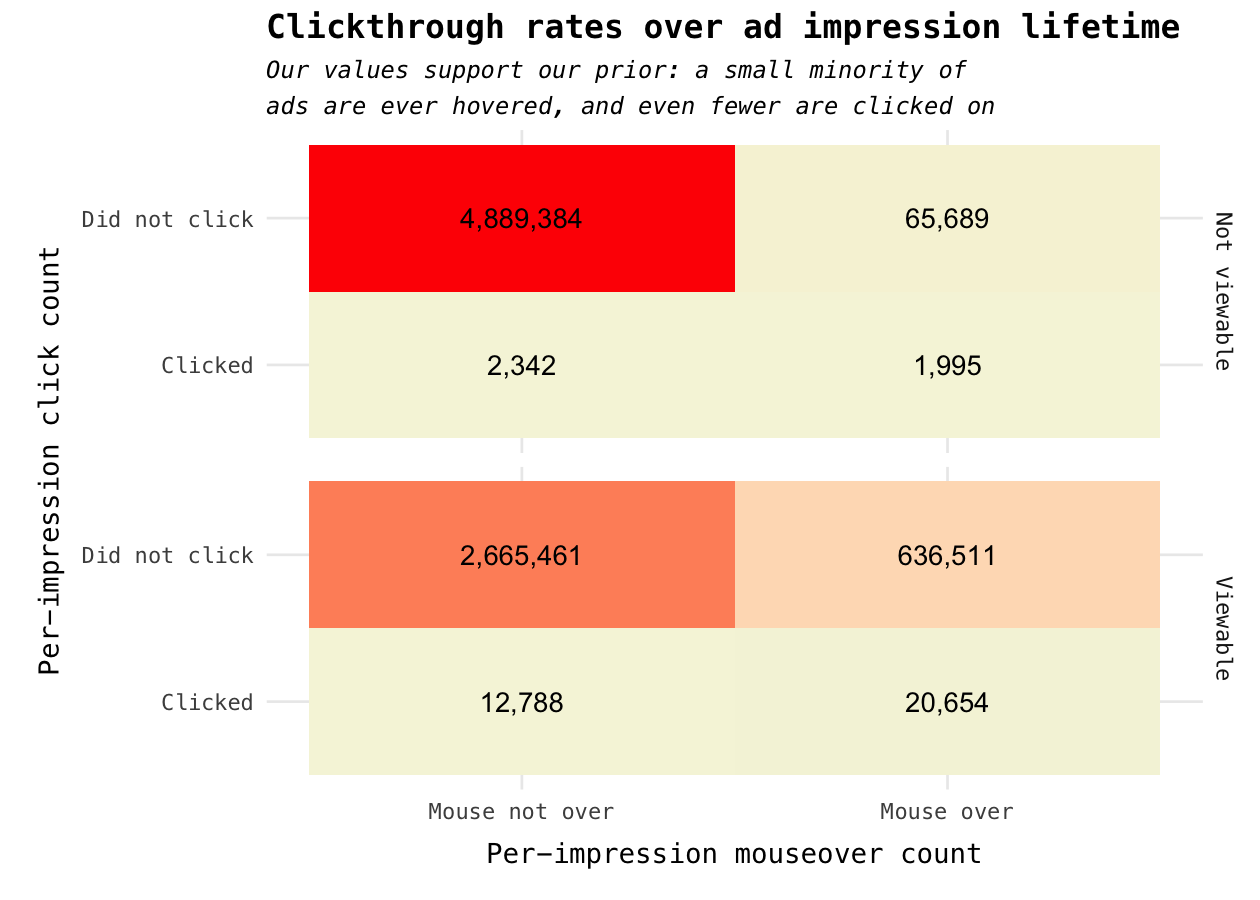 Clickthrough rates over ad impression lifetime
Our values support our prior: a small minority of
ads are ever hovered, and even fewer are clicked on
Per−impression click count
Did not click
4,889,384
65,689
Clicked
2,342
1,995
Not viewable
Did not click
2,665,461
636,511
Clicked
12,788
20,654
Viewable
Mouse not over
Mouse over
Per−impression mouseover count